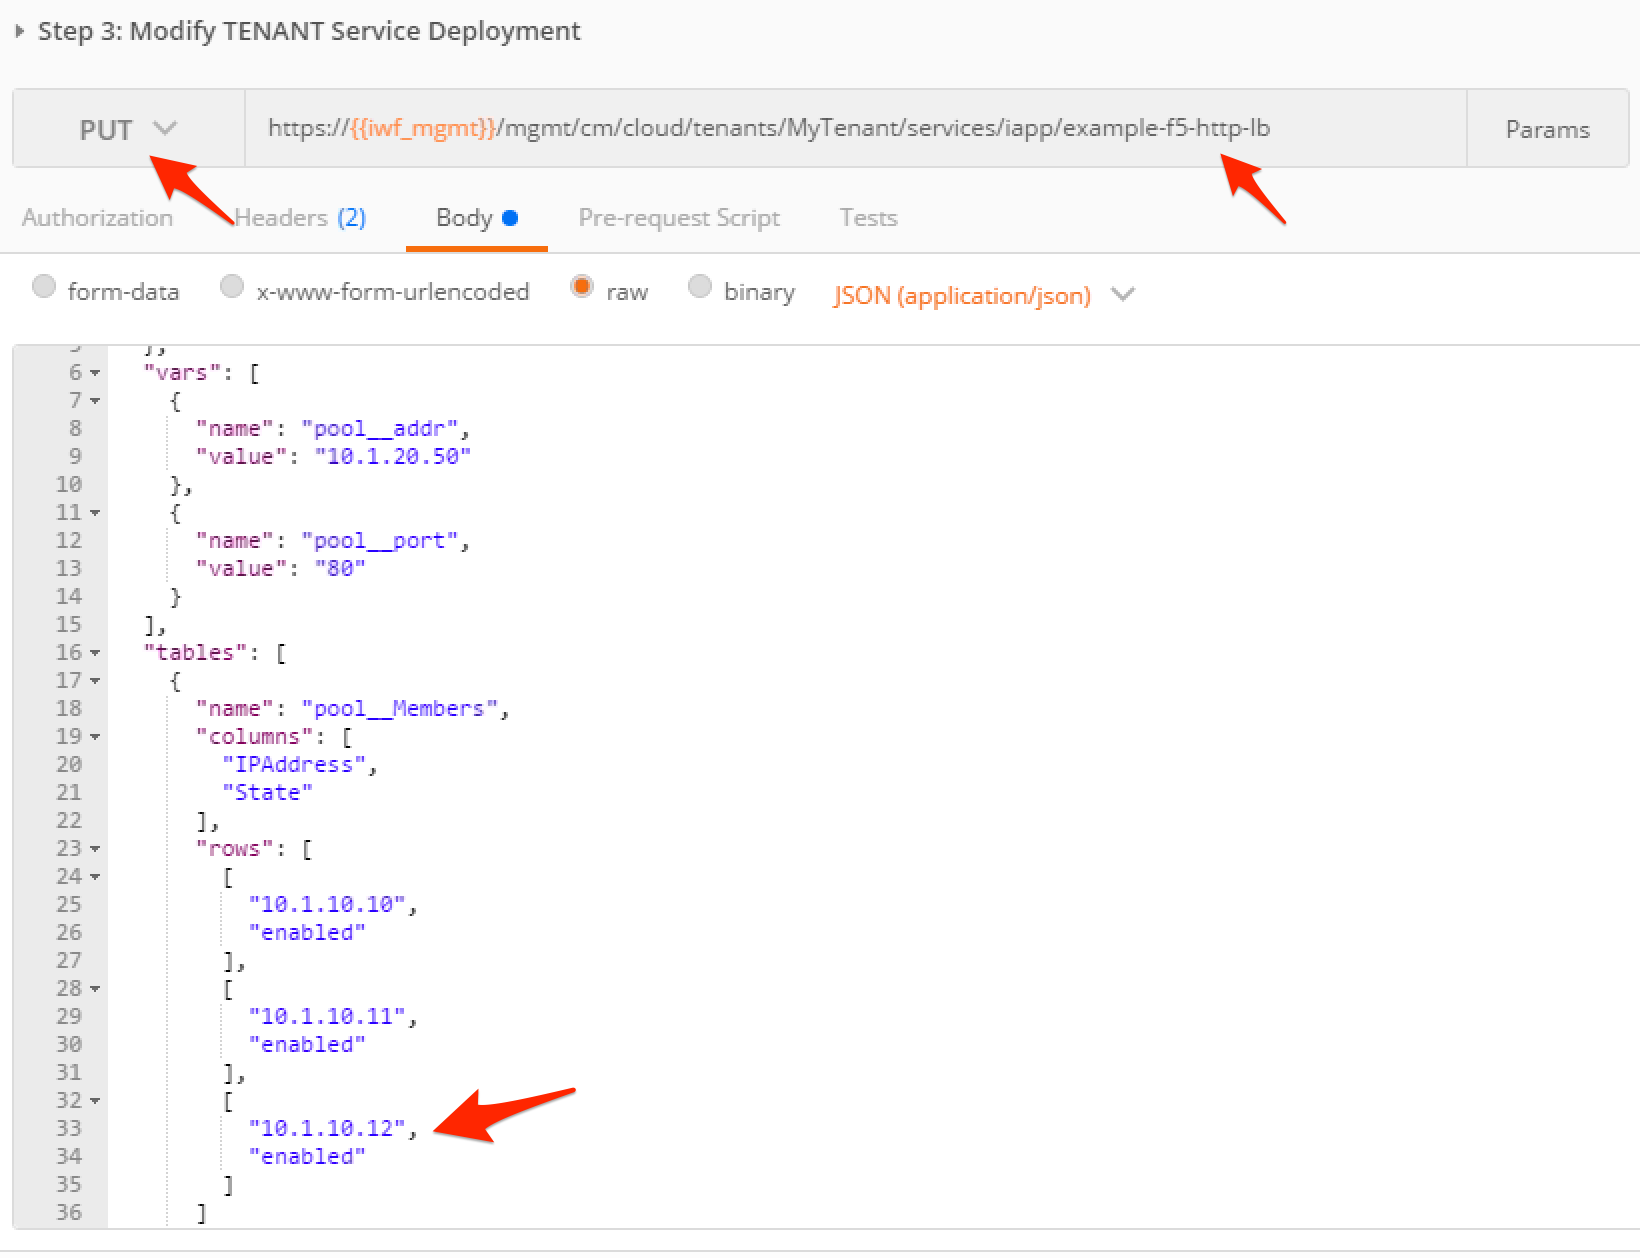 Step 3: Modify TENANT Service Deployment
PUT https://{{iwf_mgmt}}/mgmt/cm/cloud/tenants/MyTenant/services/iapp/example-f5-http-lb Params
Authorization Headers (2) Body Pre-request Script Tests
form-data x-www-form-urlencoded raw binary JSON (application/json)
5 },
6 "vars": [
7 {
8 "name": "pool__addr",
9 "value": "10.1.20.50"
10 },
11 {
12 "name": "pool__port",
13 "value": "80"
14 }
15 ],
16 "tables": [
17 {
18 "name": "pool__Members",
19 "columns": [
20 "IPAddress",
21 "State"
22 ],
23 "rows": [
24 [
25 "10.1.10.10",
26 "enabled"
27 ],
28 [
29 "10.1.10.11",
30 "enabled"
31 ],
32 [
33 "10.1.10.12",
34 "enabled"
35 ]
36 ]